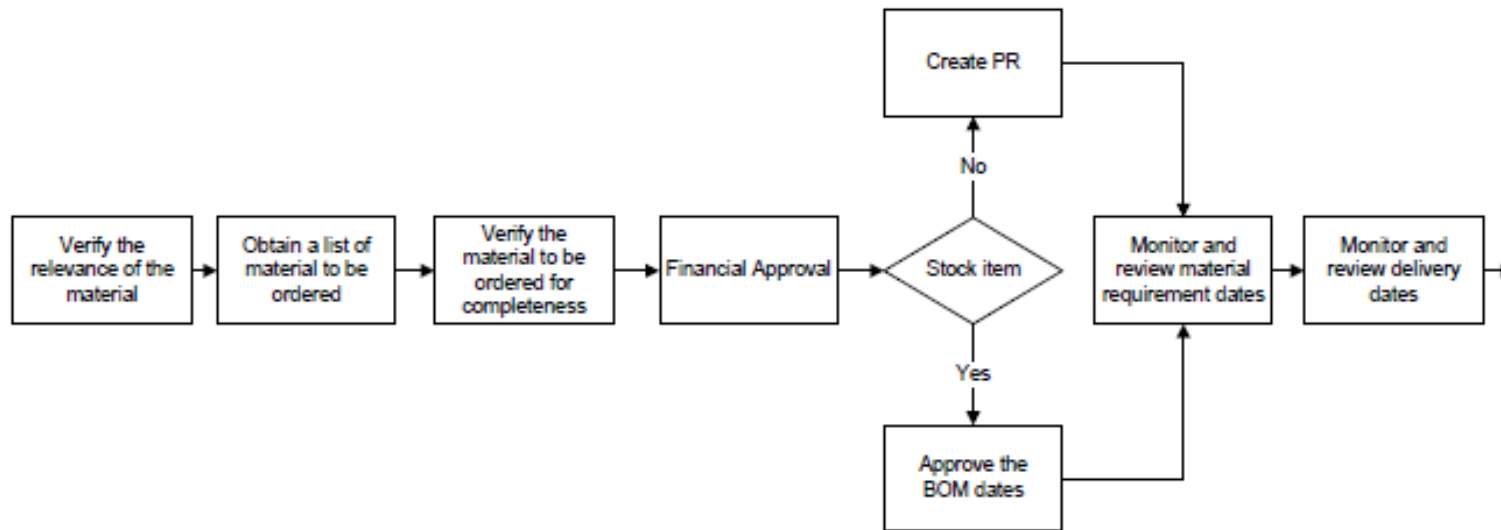 Create PR
No
Verify the
relevance of the
material
Obtain a list of
material to be
ordered
Verify the
material to be
ordered for
completeness
Financial Approval
Stock item
Monitor and
review material
requirement dates
Monitor and
review delivery
dates
Yes
Approve the
BOM dates